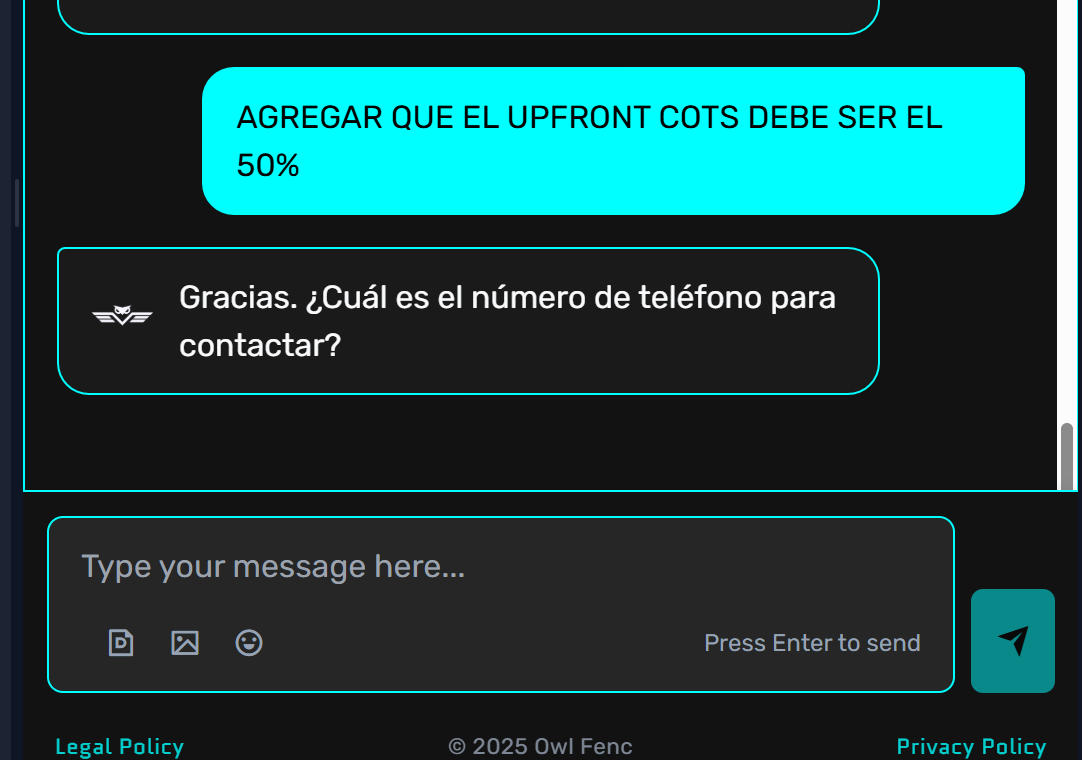 AGREGAR QUE EL UPFRONT COTS DEBE SER EL
50%
Gracias. ¿Cuál es el número de teléfono para
contactar?
Type your message here...
Press Enter to send
Legal Policy
© 2025 Owl Fenc
Privacy Policy